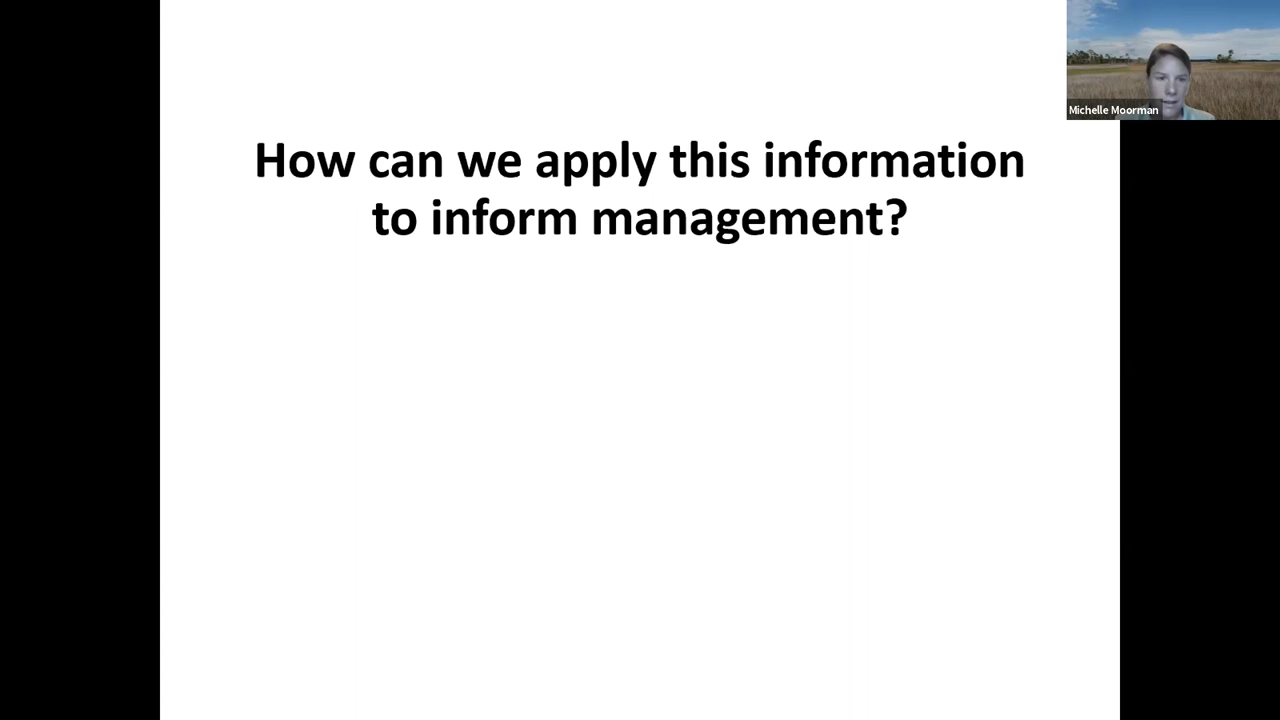 Michelle Moorman
How can we apply this information
to inform management?